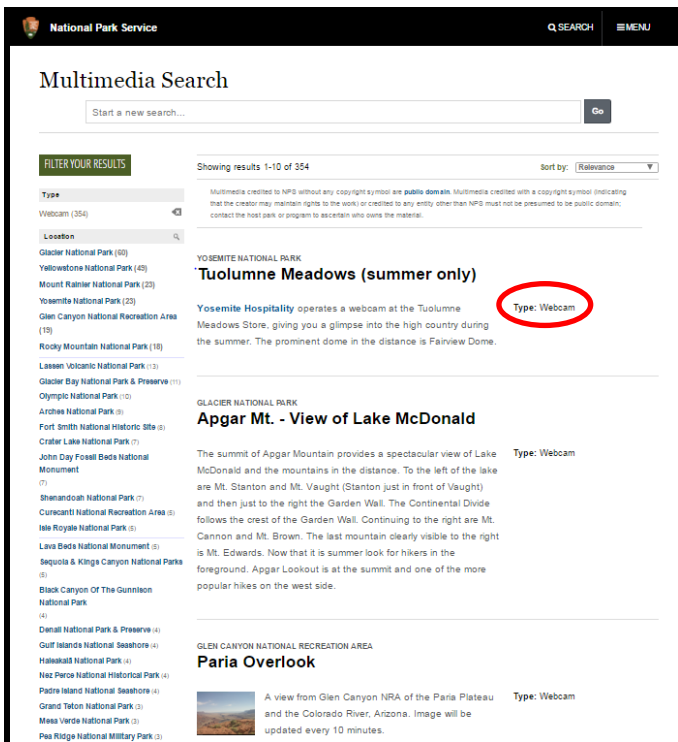 National Park Service
SEARCH
MENU
Multimedia Search
Start a new search...
Go
FILTER YOUR RESULTS
Type
Webcam (354)
Location
Glacier National Park (60)
Yellowstone National Park (49)
Mount Rainier National Park (23)
Yosemite National Park (23)
Glen Canyon National Recreation Area
(19)
Rocky Mountain National Park (18)
Lassen Volcanic National Park (13)
Glacier Bay National Park & Preserve (11)
Olympic National Park (10)
Arches National Park (9)
Fort Smith National Historic Site (8)
Crater Lake National Park (7)
John Day Fossil Beds National
Monument
(7)
Shenandoah National Park (7)
Curecanti National Recreation Area (5)
Isle Royale National Park (5)
Lava Beds National Monument (5)
Sequoia & Kings Canyon National Parks
(5)
Black Canyon Of The Gunnison
National Park
(4)
Denali National Park & Preserve (4)
Gulf Islands National Seashore (4)
Haleakalā National Park (4)
Nez Perce National Historical Park (4)
Padre Island National Seashore (4)
Grand Teton National Park (3)
Mesa Verde National Park (3)
Pea Ridge National Military Park (3)
Showing results 1-10 of 354
Sort by: Relevance
Multimedia credited to NPS without any copyright symbol are public domain. Multimedia credited with a copyright symbol (indicating
that the creator may maintain rights to the work) or credited to any entity other than NPS must not be presumed to be public domain;
contact the host park or program to ascertain who owns the material.
YOSEMITE NATIONAL PARK
Tuolumne Meadows (summer only)
Yosemite Hospitality operates a webcam at the Tuolumne
Meadows Store, giving you a glimpse into the high country during
the summer. The prominent dome in the distance is Fairview Dome.
Type: Webcam
GLACIER NATIONAL PARK
Apgar Mt. - View of Lake McDonald
The summit of Apgar Mountain provides a spectacular view of Lake
McDonald and the mountains in the distance. To the left of the lake
are Mt. Stanton and Mt. Vaught (Stanton just in front of Vaught)
and then just to the right the Garden Wall. The Continental Divide
follows the crest of the Garden Wall. Continuing to the right are Mt.
Cannon and Mt. Brown. The last mountain clearly visible to the right
is Mt. Edwards. Now that it is summer look for hikers in the
foreground. Apgar Lookout is at the summit and one of the more
popular hikes on the west side.
Type: Webcam
GLEN CANYON NATIONAL RECREATION AREA
Paria Overlook
A view from Glen Canyon NRA of the Paria Plateau
and the Colorado River, Arizona. Image will be
updated every 10 minutes.
Type: Webcam